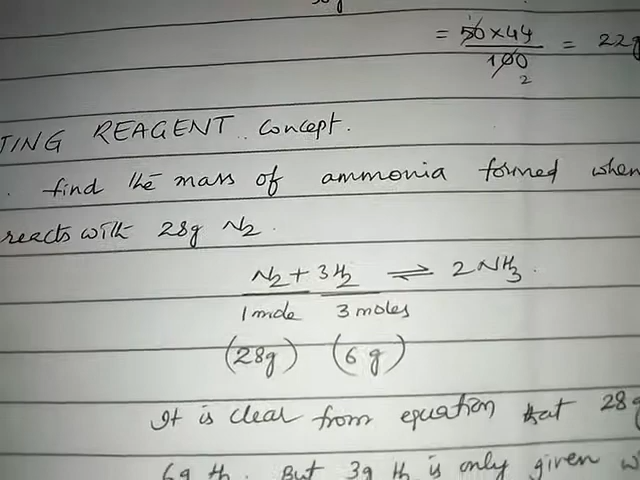 = 50 × 44 / 100 = 22g
2
TING REAGENT Concept.
. find the mass of ammonia formed when
reacts with 28g N2.
N2 + 3H2 ⇌ 2NH3.
1 mole 3 moles
(28g) (6g)
It is clear from equation that 28g
6g H2. But 3g H2 is only given